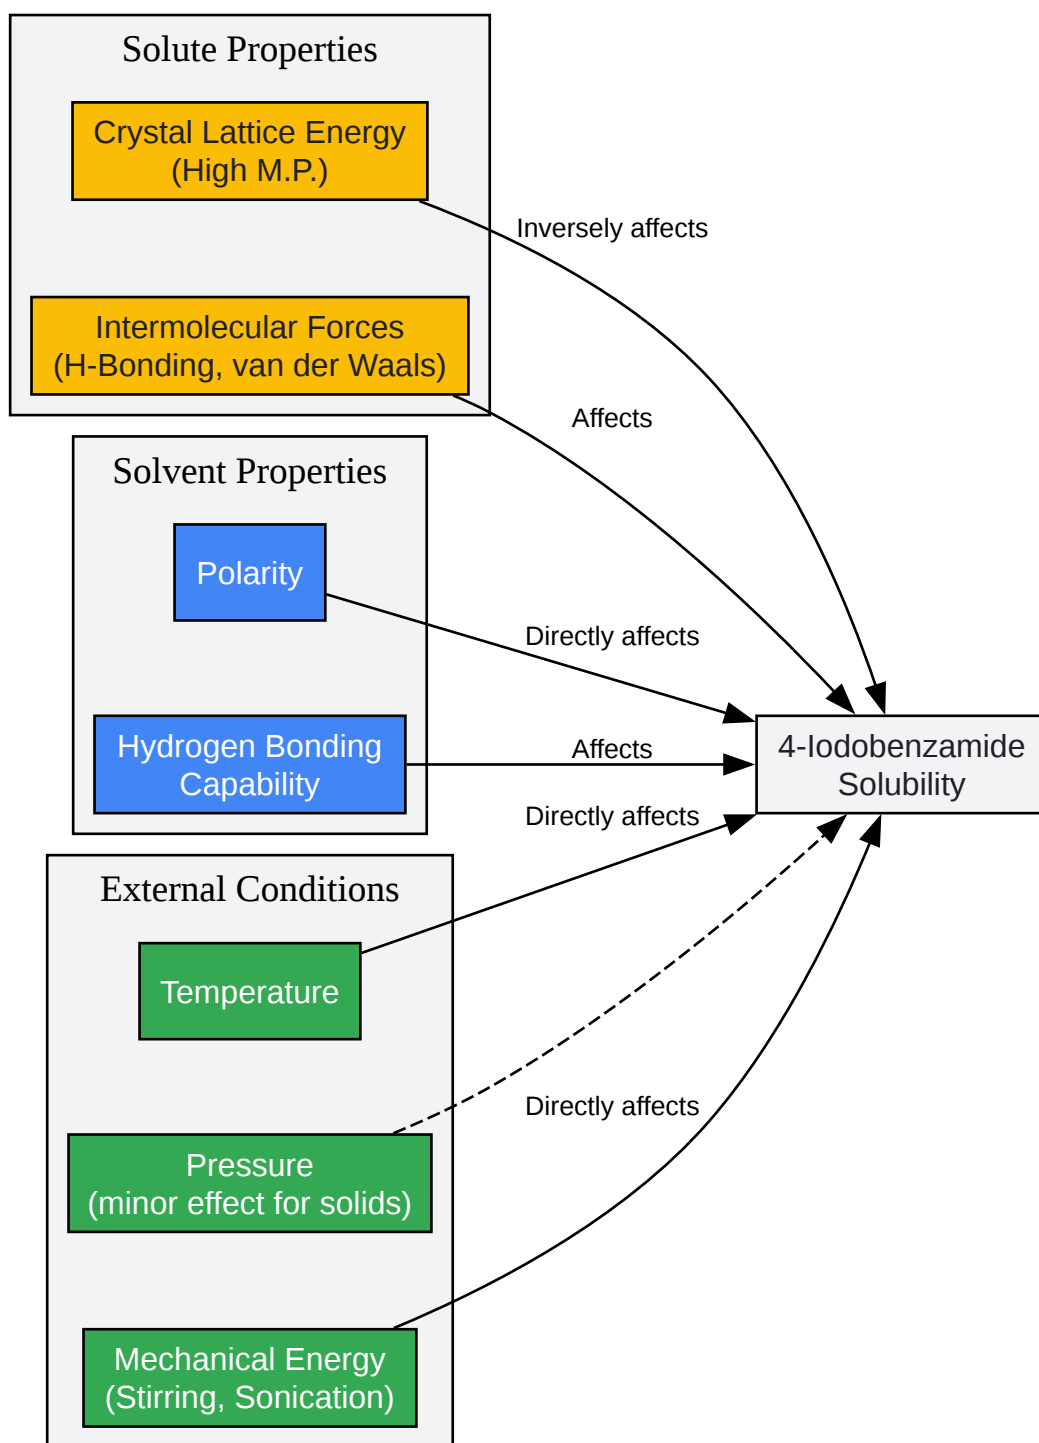 Solute Properties
Crystal Lattice Energy
(High M.P.)
Inversely affects
Intermolecular Forces
(H-Bonding, van der Waals)
Affects
Solvent Properties
Polarity
Directly affects
Hydrogen Bonding
Capability
Affects
4-Iodobenzamide
Solubility
Directly affects
External Conditions
Temperature
Directly affects
Pressure
(minor effect for solids)
Mechanical Energy
(Stirring, Sonication)